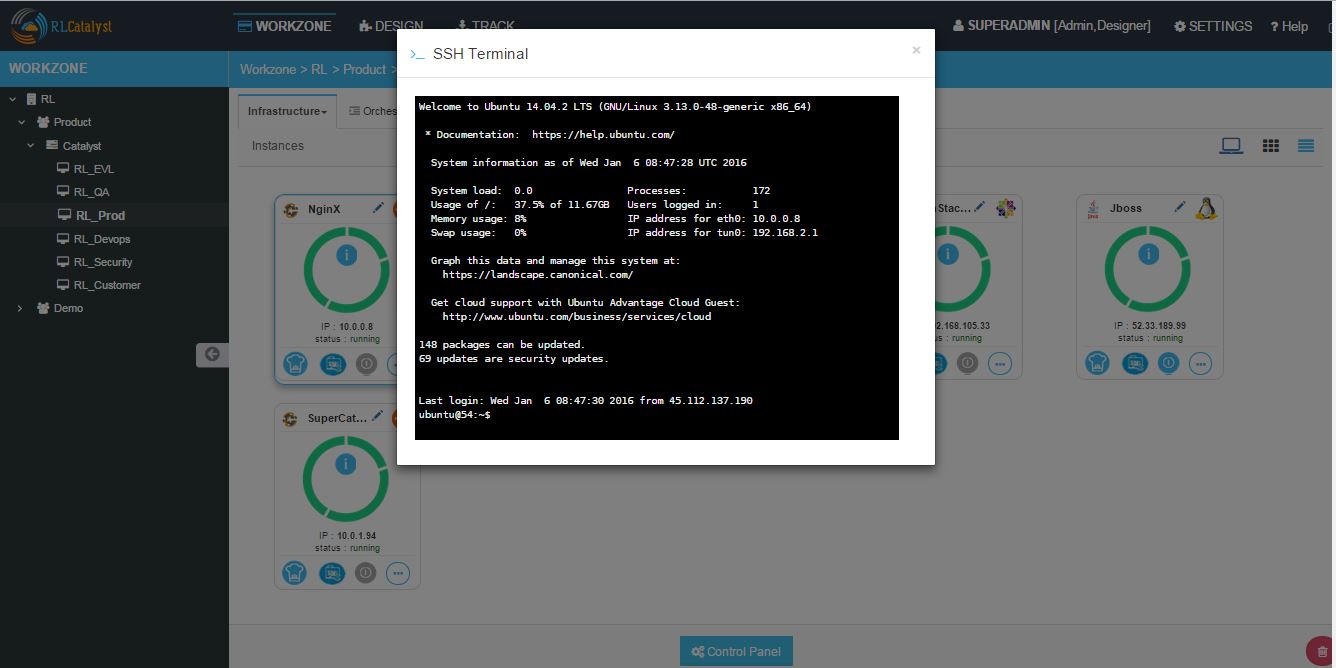 RLCatalyst
WORKZONE
DESIGN
TRACK
SUPERADMIN [Admin,Designer]
SETTINGS
? Help
WORKZONE
Workzone > RL > Product >
RL
Product
Catalyst
RL_EVL
RL_QA
RL_Prod
RL_Devops
RL_Security
RL_Customer
Demo
Infrastructure
Orches
Instances
NginX
IP : 10.0.0.8
status : running
SuperCat...
IP : 10.0.1.94
status : running
Stac...
2.168.105.33
: running
Jboss
IP : 52.33.189.99
status : running
>_ SSH Terminal
×
Welcome to Ubuntu 14.04.2 LTS (GNU/Linux 3.13.0-48-generic x86_64)
* Documentation: https://help.ubuntu.com/
System information as of Wed Jan 6 08:47:28 UTC 2016
System load: 0.0 Processes: 172
Usage of /: 37.5% of 11.67GB Users logged in: 1
Memory usage: 8% IP address for eth0: 10.0.0.8
Swap usage: 0% IP address for tun0: 192.168.2.1
Graph this data and manage this system at:
https://landscape.canonical.com/
Get cloud support with Ubuntu Advantage Cloud Guest:
http://www.ubuntu.com/business/services/cloud
148 packages can be updated.
69 updates are security updates.
Last login: Wed Jan 6 08:47:30 2016 from 45.112.137.190
ubuntu@54:~$
Control Panel